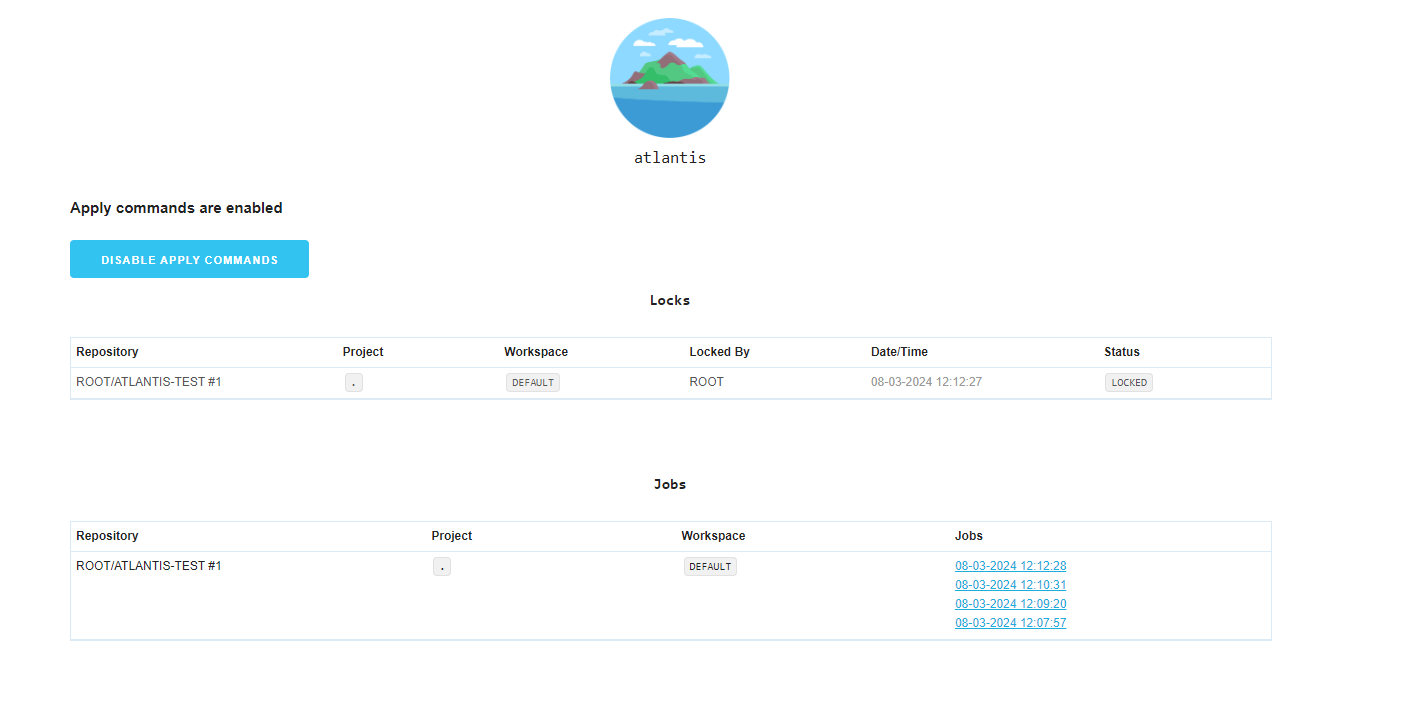 atlantis
Apply commands are enabled
DISABLE APPLY COMMANDS
Locks
Repository Project Workspace Locked By Date/Time Status
ROOT/ATLANTIS-TEST #1 . DEFAULT ROOT 08-03-2024 12:12:27 LOCKED
Jobs
Repository Project Workspace Jobs
ROOT/ATLANTIS-TEST #1 . DEFAULT 08-03-2024 12:12:28
08-03-2024 12:10:31
08-03-2024 12:09:20
08-03-2024 12:07:57